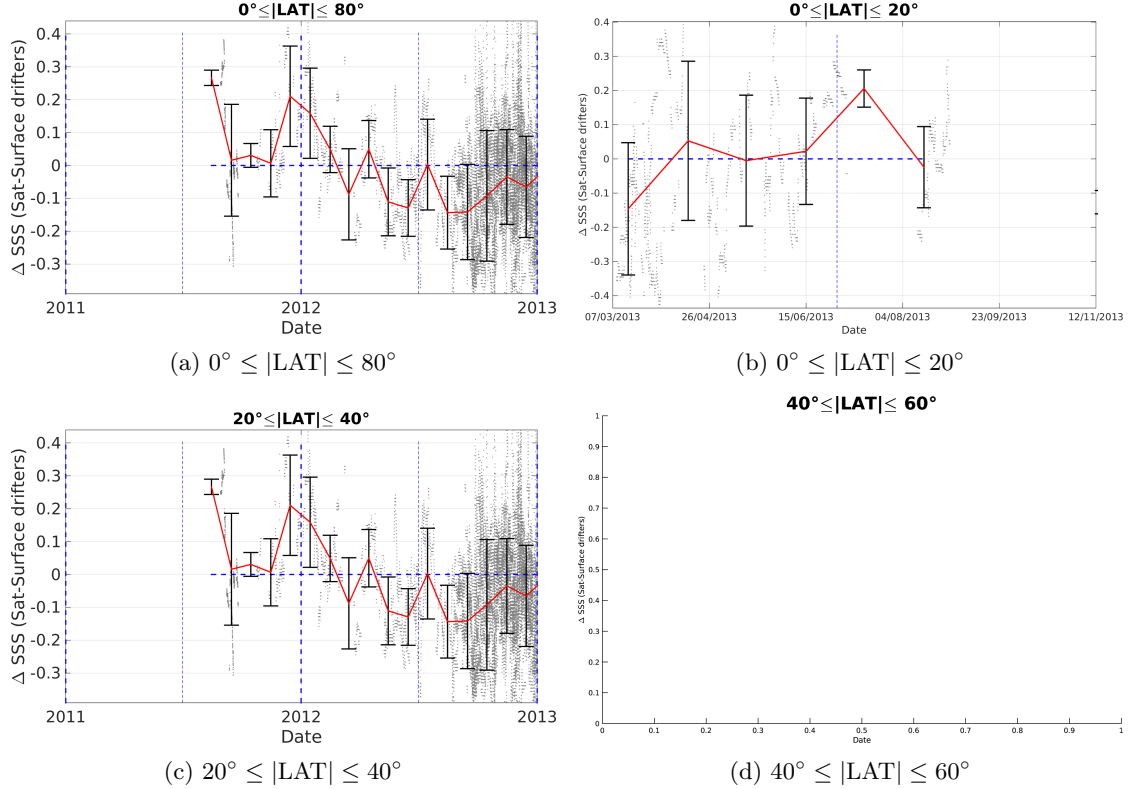 0°≤|LAT|≤ 80°
Δ SSS (Sat-Surface drifters)
0.4
0.3
0.2
0.1
0
-0.1
-0.2
-0.3
2011 2012 2013
Date
(a) 0° ≤ |LAT| ≤ 80°
0°≤|LAT|≤ 20°
Δ SSS (Sat-Surface drifters)
0.4
0.3
0.2
0.1
0
-0.1
-0.2
-0.3
-0.4
07/03/2013 26/04/2013 15/06/2013 04/08/2013 23/09/2013 12/11/2013
Date
(b) 0° ≤ |LAT| ≤ 20°
20°≤|LAT|≤ 40°
Δ SSS (Sat-Surface drifters)
0.4
0.3
0.2
0.1
0
-0.1
-0.2
-0.3
2011 2012 2013
Date
(c) 20° ≤ |LAT| ≤ 40°
40°≤|LAT|≤ 60°
Δ SSS (Sat-Surface drifters)
1
0.9
0.8
0.7
0.6
0.5
0.4
0.3
0.2
0.1
0
0 0.1 0.2 0.3 0.4 0.5 0.6 0.7 0.8 0.9 1
Date
(d) 40° ≤ |LAT| ≤ 60°